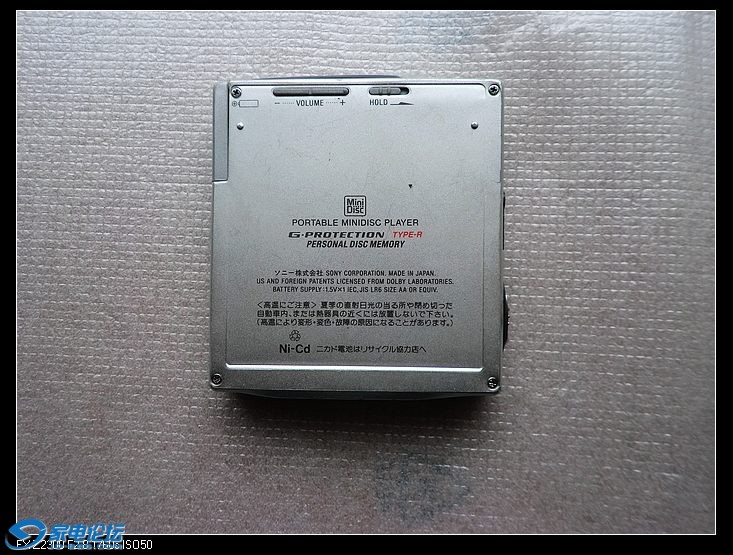 - VOLUME + HOLD
Mini
Disc
PORTABLE MINIDISC PLAYER
G-PROTECTION TYPE-R
PERSONAL DISC MEMORY
ソニー株式会社 SONY CORPORATION. MADE IN JAPAN.
US AND FOREIGN PATENTS LICENSED FROM DOLBY LABORATORIES.
BATTERY SUPPLY:1.5V×1 IEC,JIS LR6 SIZE AA OR EQUIV.
〈高温にご注意〉夏季の直射日光の当る所や閉め切った
自動車内、または熱器具の近くには放置しないで下さい。
(高温により変形・変色・故障の原因になることがあります。)
Ni-Cd ニカド電池はリサイクル協力店へ
家电论坛